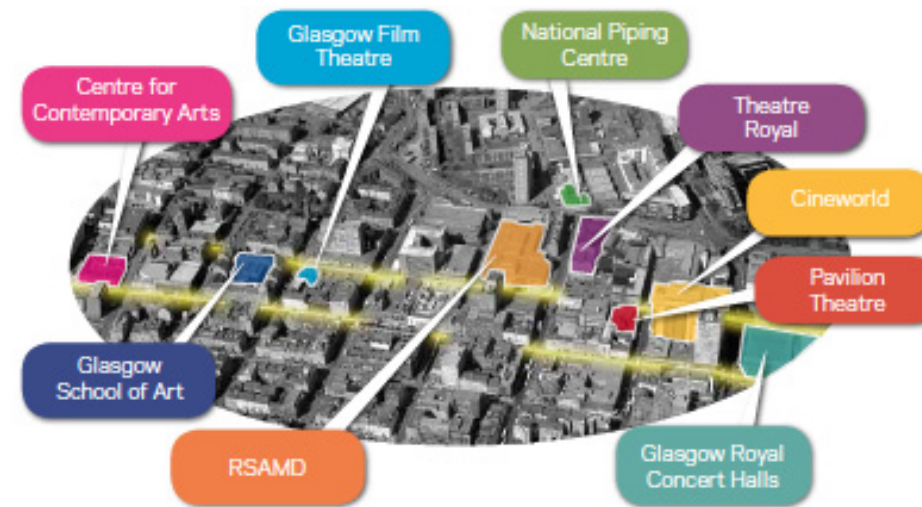 Glasgow Film
Theatre
National Piping
Centre
Centre for
Contemporary Arts
Theatre
Royal
Cineworld
Pavilion
Theatre
Glasgow
School of Art
RSAMD
Glasgow Royal
Concert Halls